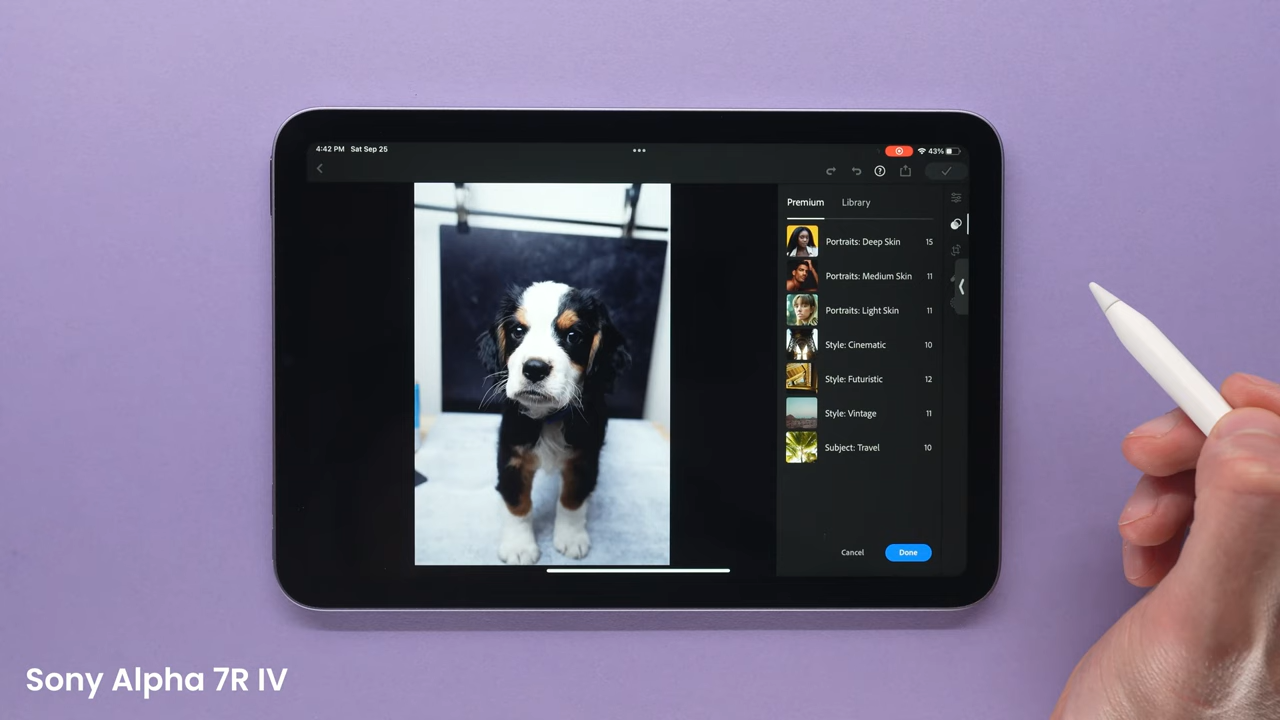 4:42 PM Sat Sep 25
43%
Premium Library
Portraits: Deep Skin 15
Portraits: Medium Skin 11
Portraits: Light Skin 11
Style: Cinematic 10
Style: Futuristic 12
Style: Vintage 11
Subject: Travel 10
Cancel Done
Sony Alpha 7R IV